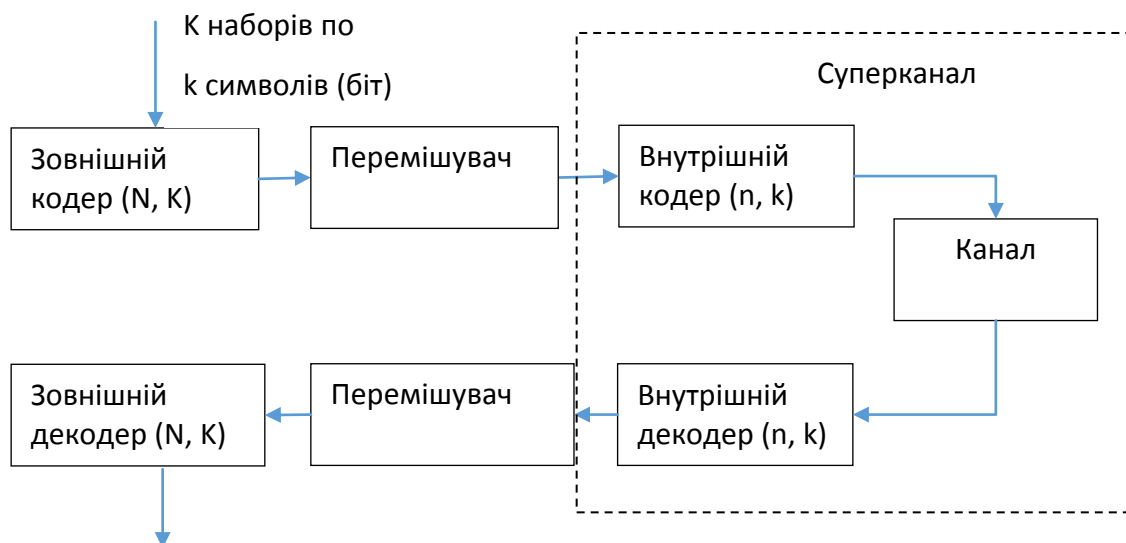 K наборів по
k символів (біт)
Суперканал
Зовнішній
кодер (N, K)
Перемішувач
Внутрішній
кодер (n, k)
Канал
Зовнішній
декодер (N, K)
Перемішувач
Внутрішній
декодер (n, k)